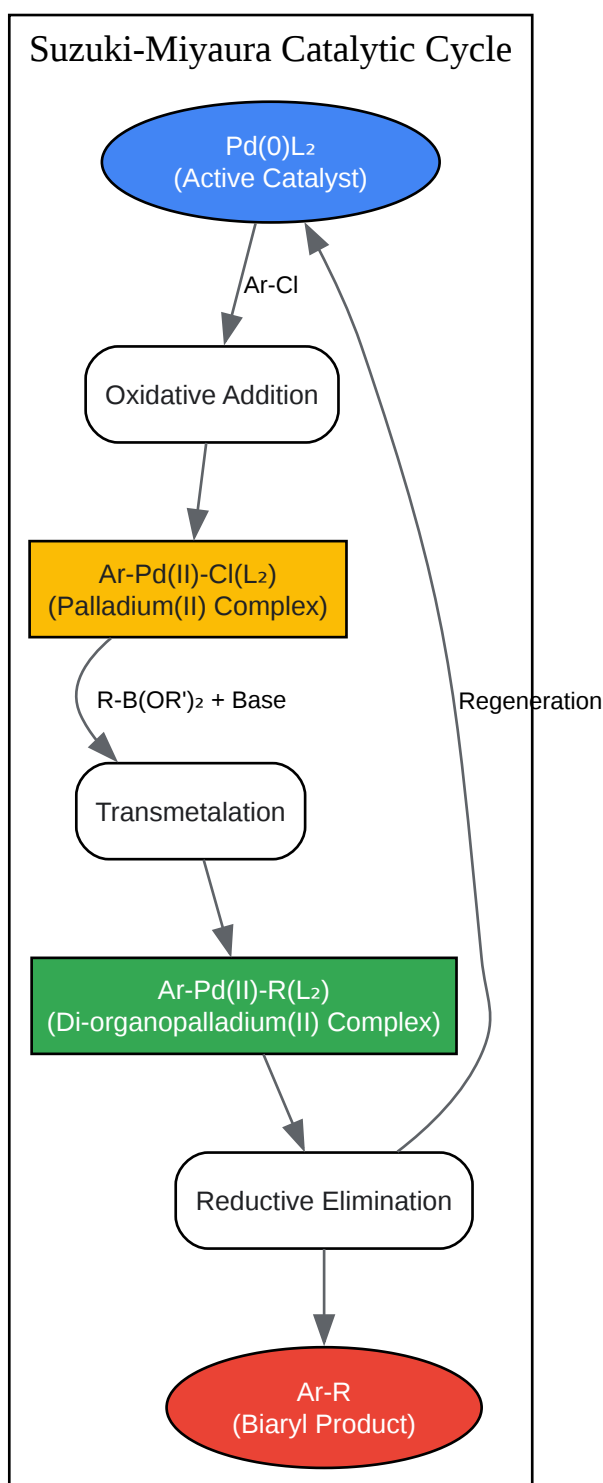 Suzuki-Miyaura Catalytic Cycle
Pd(0)L₂
(Active Catalyst)
Ar-Cl
Oxidative Addition
Ar-Pd(II)-Cl(L₂)
(Palladium(II) Complex)
R-B(OR')₂ + Base
Regeneration
Transmetalation
Ar-Pd(II)-R(L₂)
(Di-organopalladium(II) Complex)
Reductive Elimination
Ar-R
(Biaryl Product)